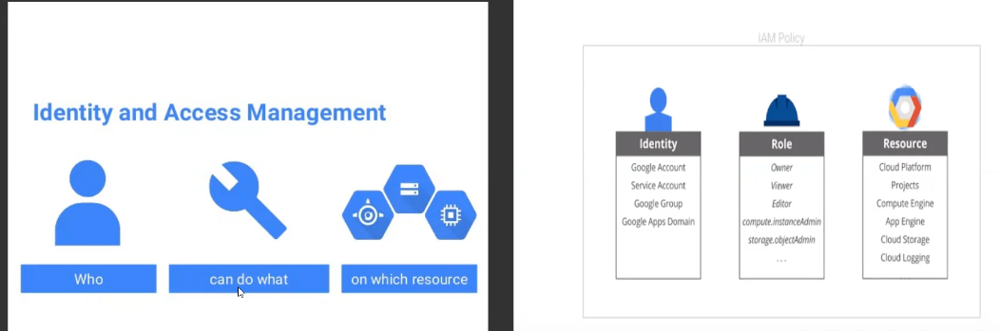 Identity and Access Management
Who
can do what
on which resource
IAM Policy
Identity
Google Account
Service Account
Google Group
Google Apps Domain
Role
Owner
Viewer
Editor
compute.instanceAdmin
storage.objectAdmin
...
Resource
Cloud Platform
Projects
Compute Engine
App Engine
Cloud Storage
Cloud Logging
...